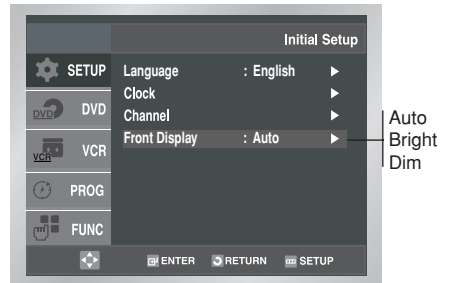 Initial Setup
SETUP
Language : English ►
Clock ►
Channel ►
Front Display : Auto ►
DVD DVD
VCR VCR
PROG
FUNC
ENTER RETURN SETUP
Auto
Bright
Dim